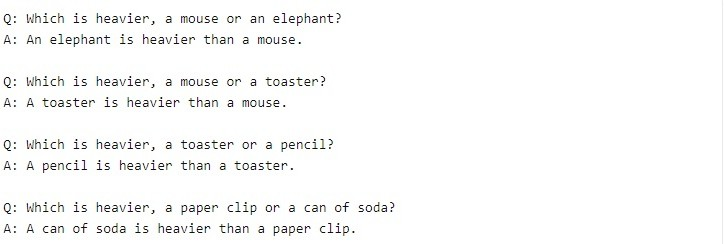 Q: Which is heavier, a mouse or an elephant?
A: An elephant is heavier than a mouse.
Q: Which is heavier, a mouse or a toaster?
A: A toaster is heavier than a mouse.
Q: Which is heavier, a toaster or a pencil?
A: A pencil is heavier than a toaster.
Q: Which is heavier, a paper clip or a can of soda?
A: A can of soda is heavier than a paper clip.